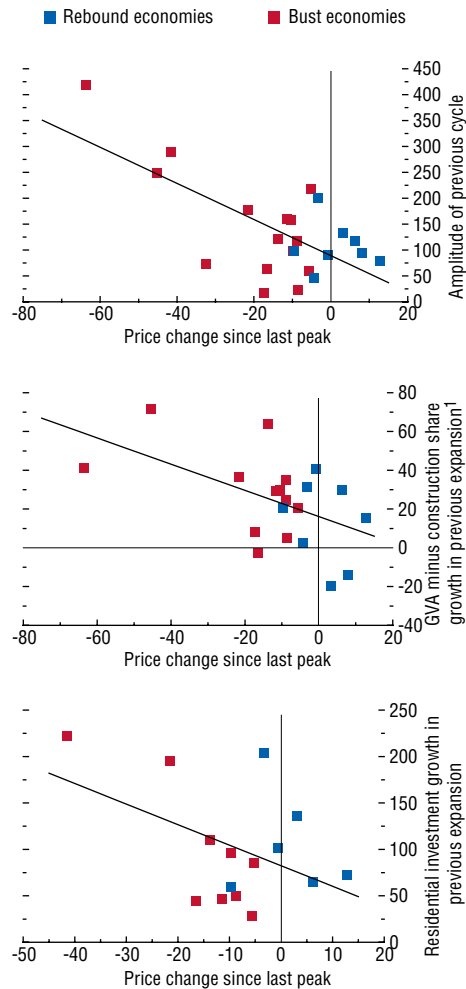 Rebound economies
Bust economies
450
400
350
300
250
200
150
100
50
0
-80 -60 -40 -20 0 20
Price change since last peak
Amplitude of previous cycle
80
60
40
20
0
-20
-40
-80 -60 -40 -20 0 20
Price change since last peak
GVA minus construction share
growth in previous expansion¹
250
200
150
100
50
0
-50 -40 -30 -20 -10 0 10 20
Price change since last peak
Residential investment growth in
previous expansion